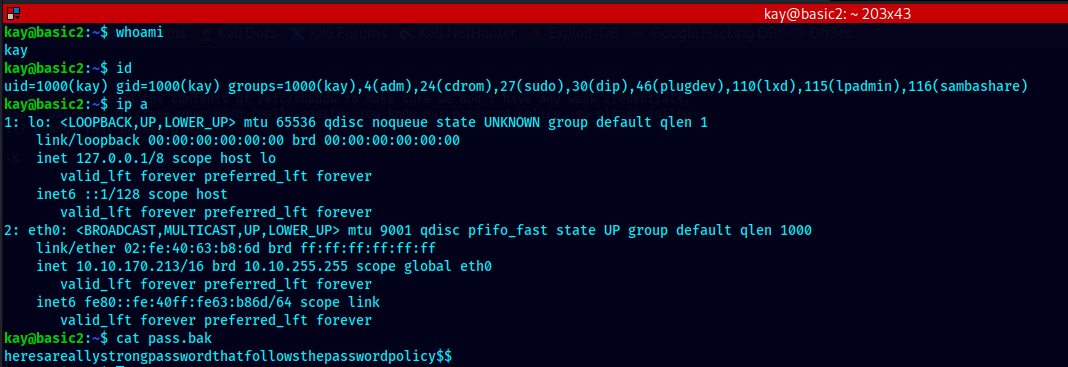 kay@basic2: ~ 203x43
kay@basic2:~$ whoami
kay
kay@basic2:~$ id
uid=1000(kay) gid=1000(kay) groups=1000(kay),4(adm),24(cdrom),27(sudo),30(dip),46(plugdev),110(lxd),115(lpadmin),116(sambashare)
kay@basic2:~$ ip a
1: lo: <LOOPBACK,UP,LOWER_UP> mtu 65536 qdisc noqueue state UNKNOWN group default qlen 1
    link/loopback 00:00:00:00:00:00 brd 00:00:00:00:00:00
    inet 127.0.0.1/8 scope host lo
       valid_lft forever preferred_lft forever
    inet6 ::1/128 scope host
       valid_lft forever preferred_lft forever
2: eth0: <BROADCAST,MULTICAST,UP,LOWER_UP> mtu 9001 qdisc pfifo_fast state UP group default qlen 1000
    link/ether 02:fe:40:63:b8:6d brd ff:ff:ff:ff:ff:ff
    inet 10.10.170.213/16 brd 10.10.255.255 scope global eth0
       valid_lft forever preferred_lft forever
    inet6 fe80::fe:40ff:fe63:b86d/64 scope link
       valid_lft forever preferred_lft forever
kay@basic2:~$ cat pass.bak
heresareallystrongpasswordthatfollowsthepasswordpolicy$$